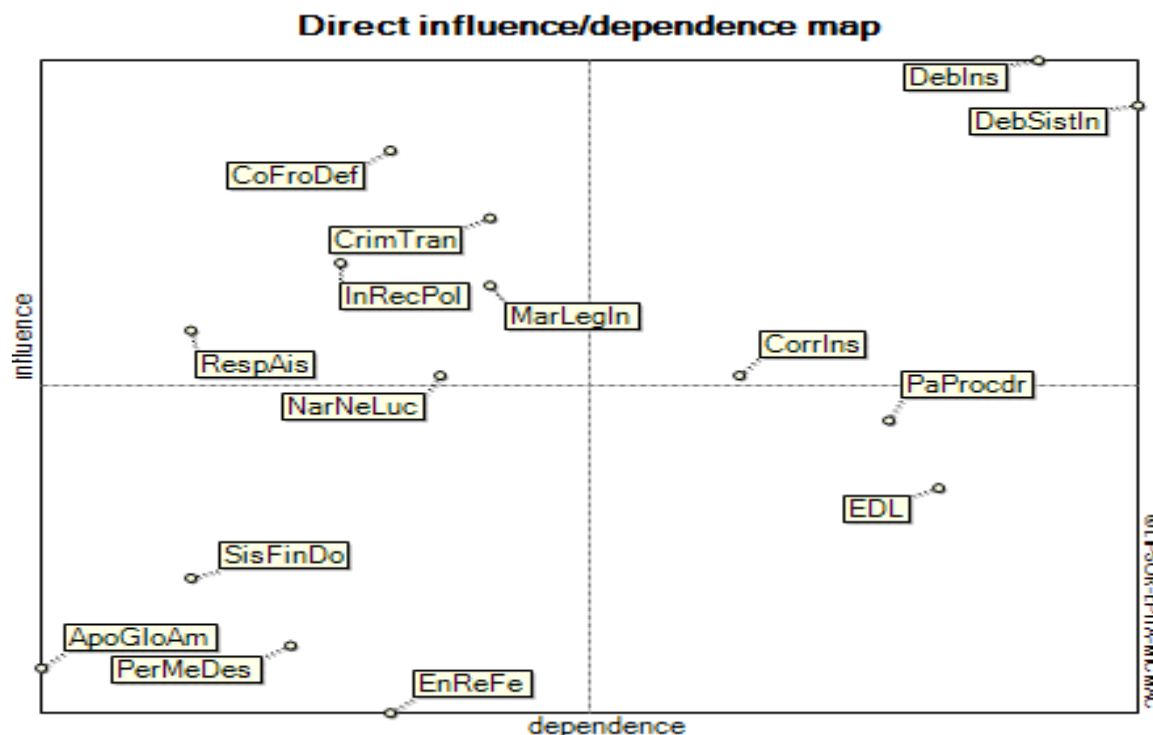 Direct influence/dependence map
DebIns
DebSistIn
CoFroDef
CrimTran
InRecPol
MarLegIn
influence
RespAis
CorrIns
NarNeLuc
PaProcdr
EDL
SisFinDo
ApoGloAm
PerMeDes
EnReFe
dependence